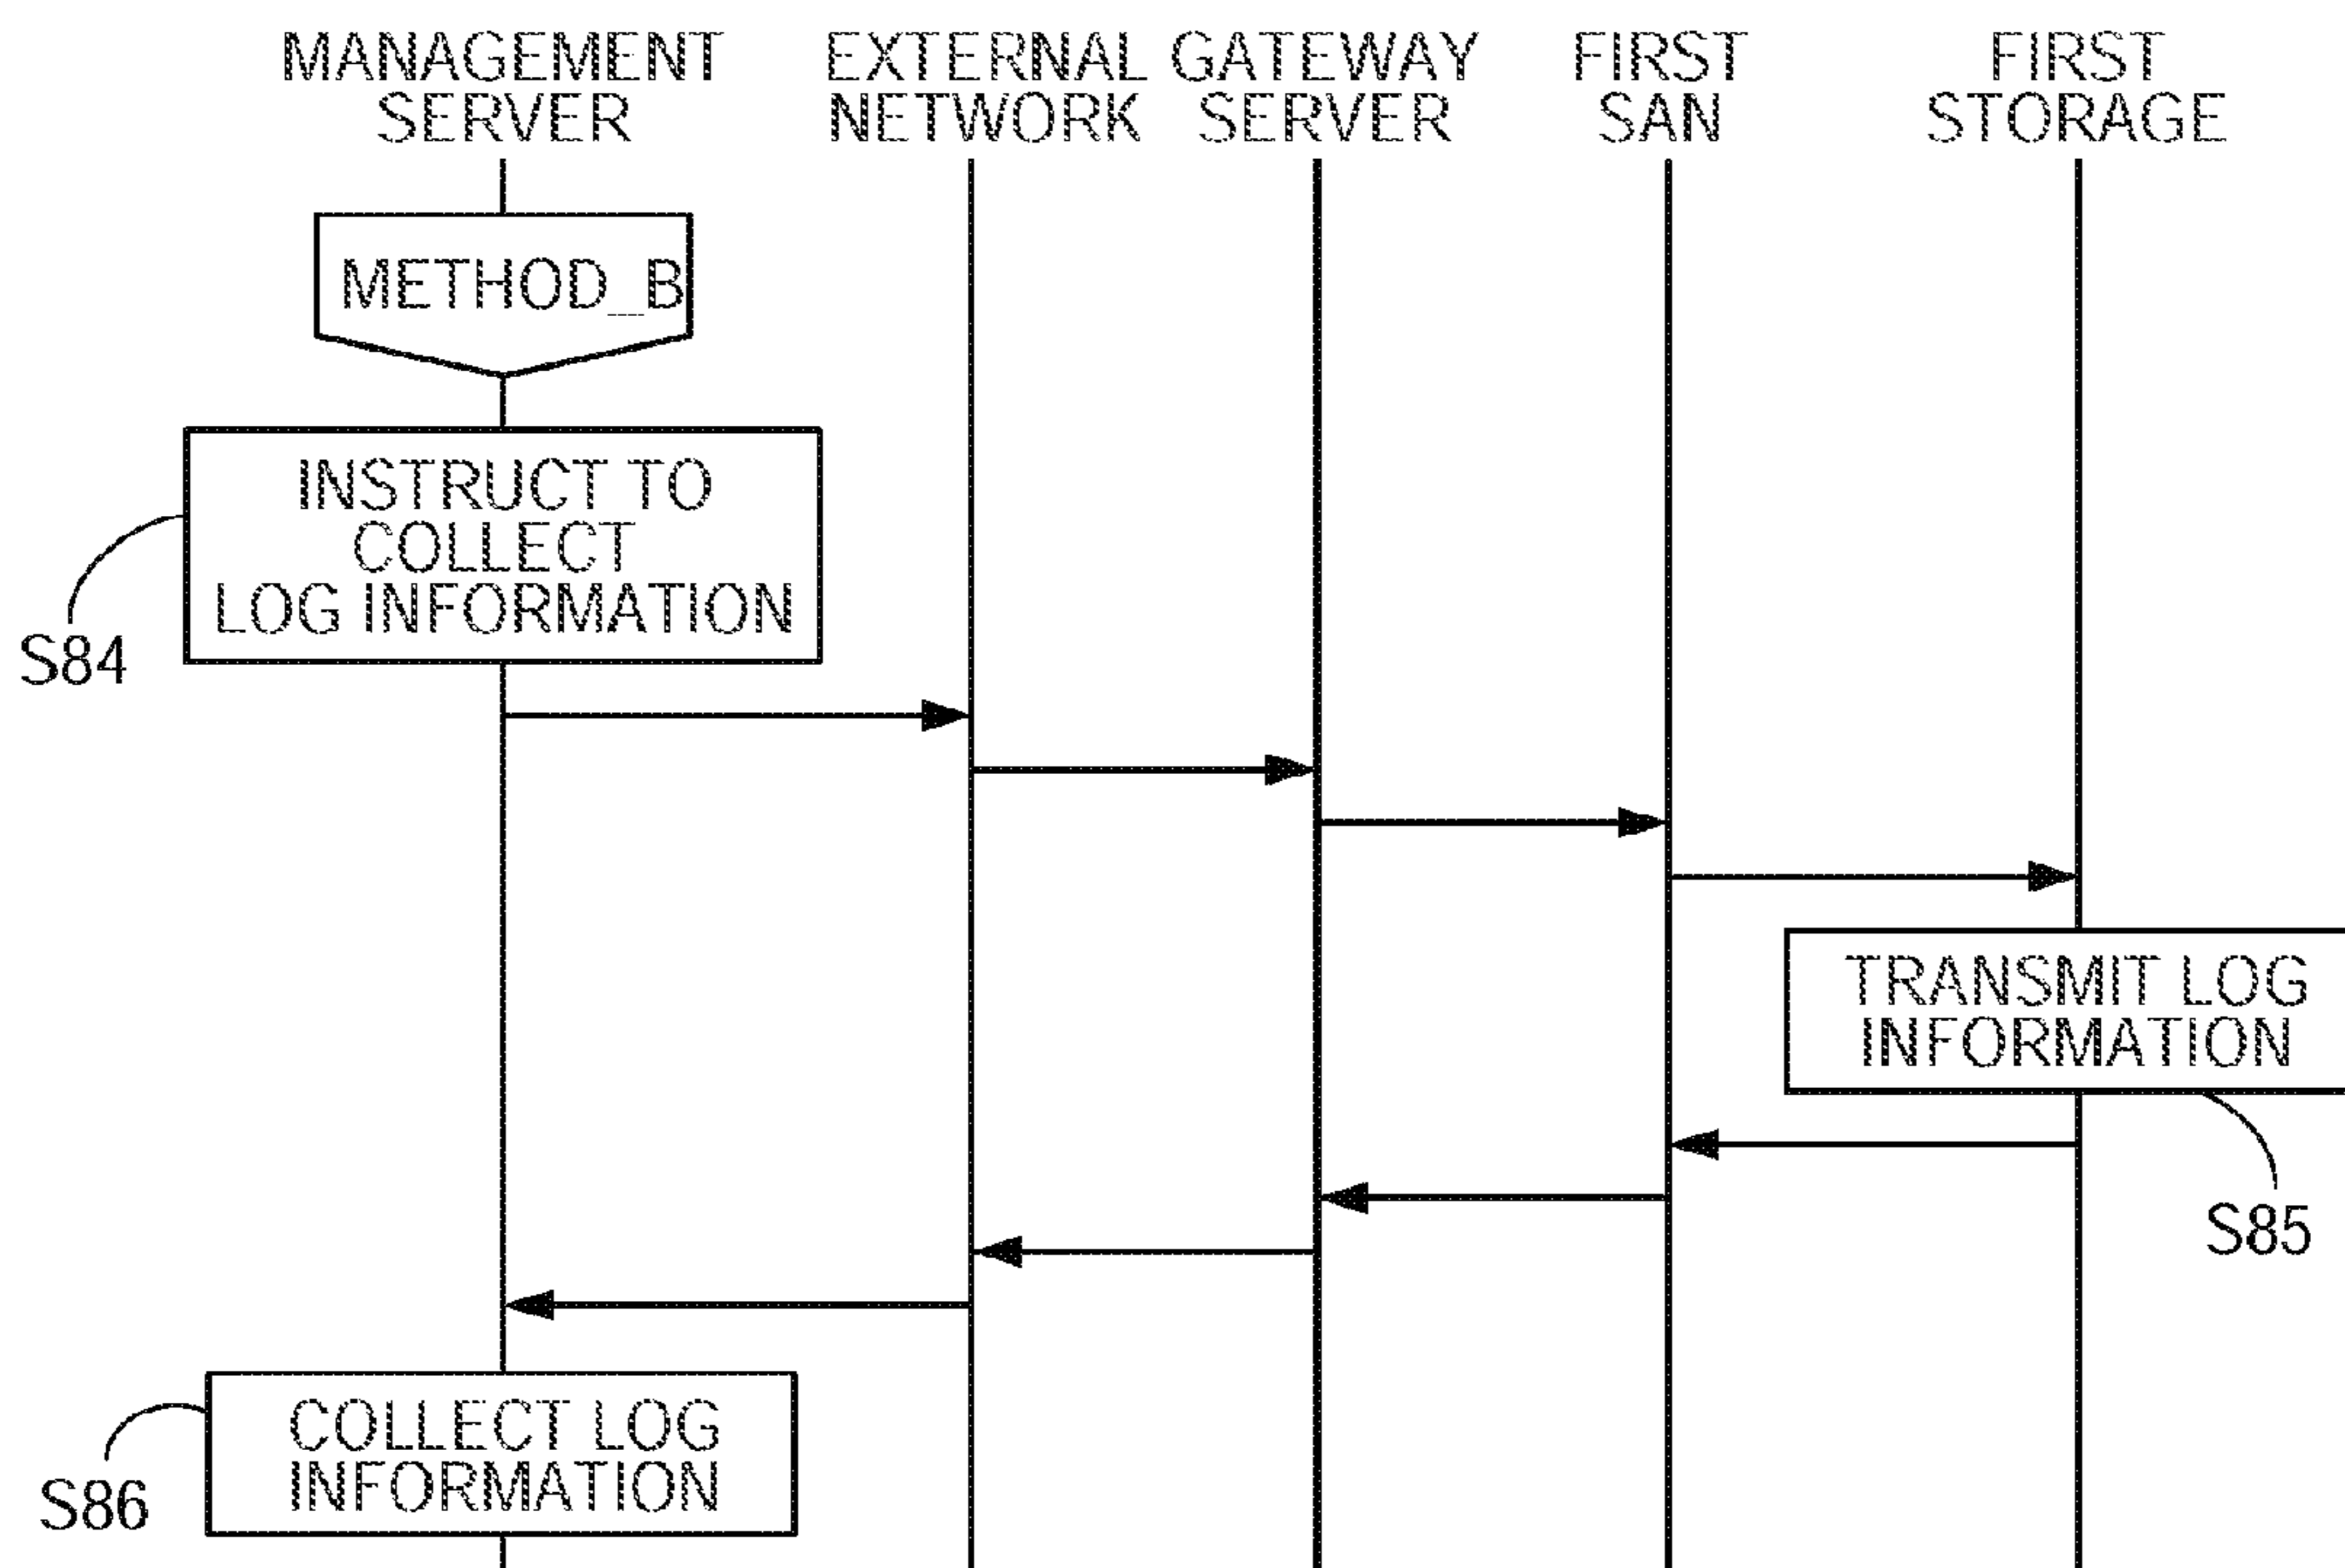 MANAGEMENT
SERVER
EXTERNAL
NETWORK
GATEWAY
SERVER
FIRST
SAN
FIRST
STORAGE
METHOD_B
INSTRUCT TO
COLLECT
LOG INFORMATION
S84
TRANSMIT LOG
INFORMATION
S85
COLLECT LOG
INFORMATION
S86